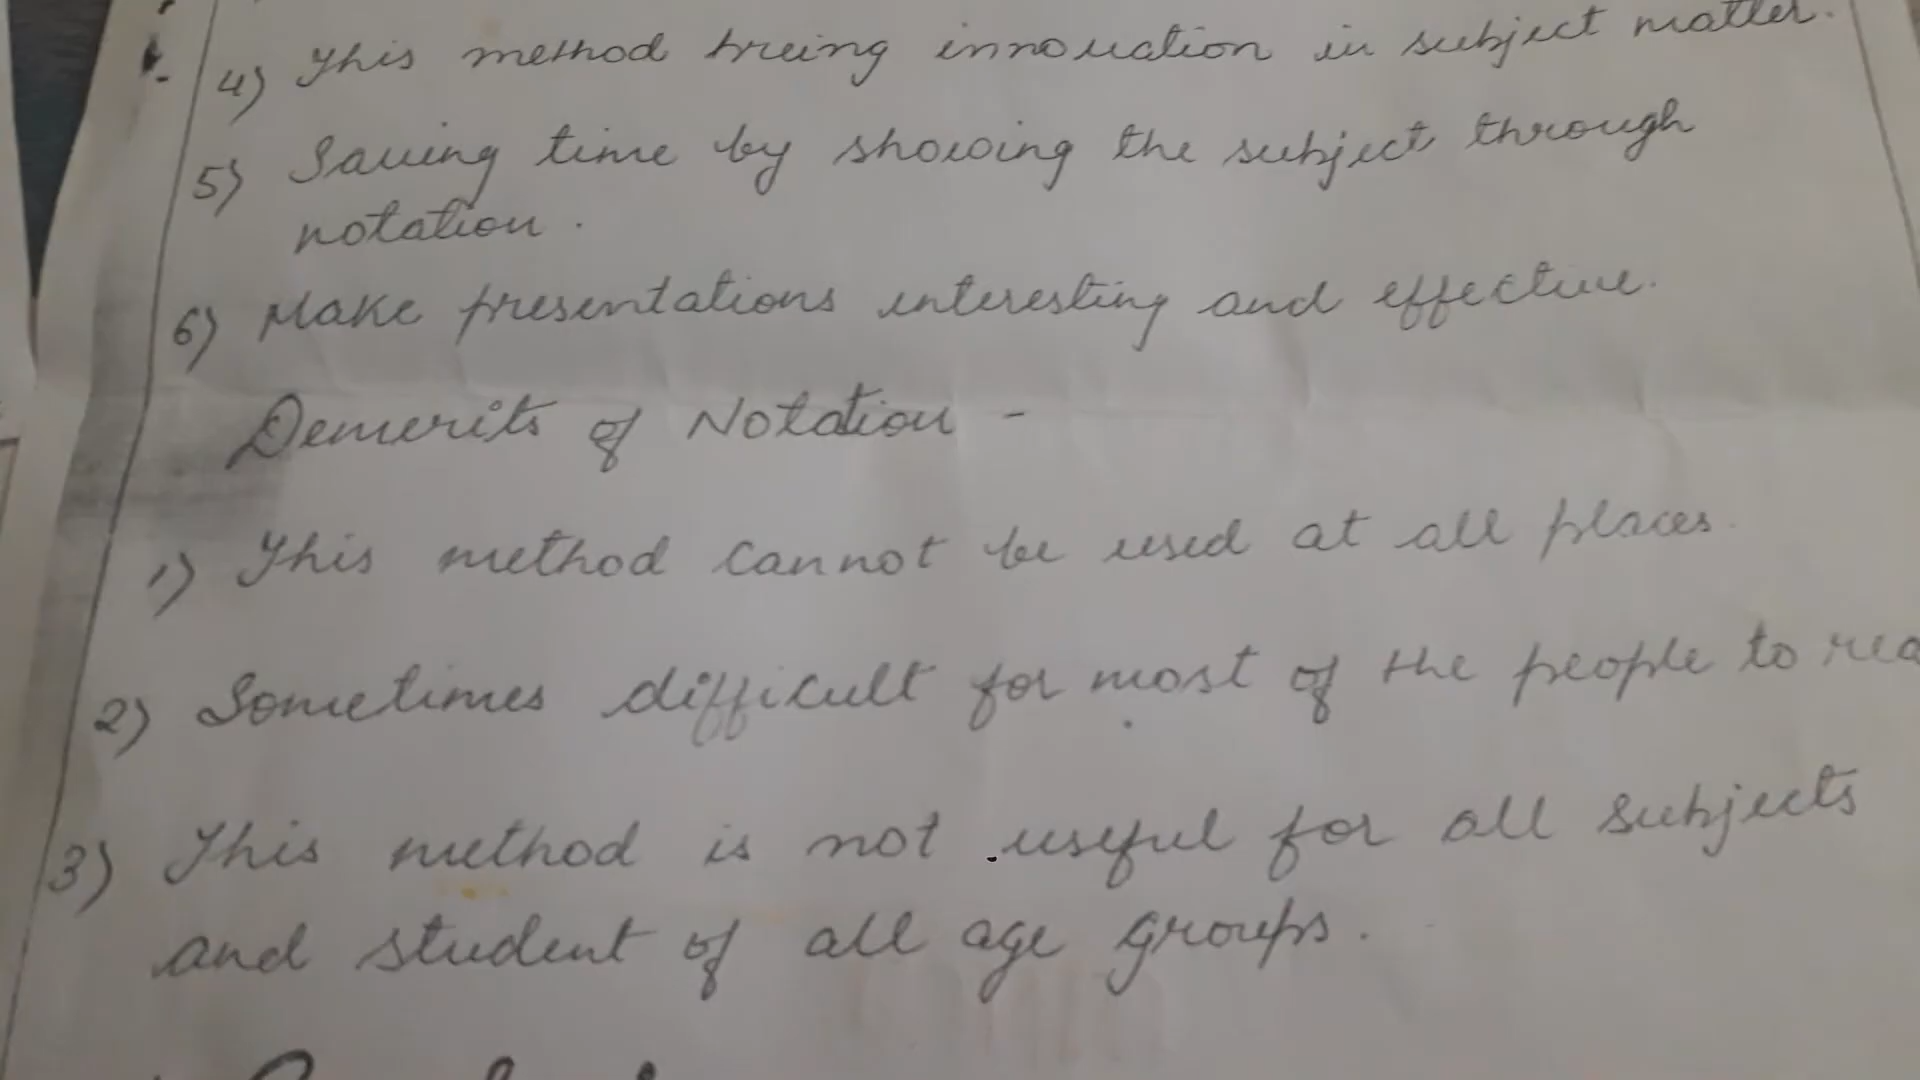 4) This method breing innovation in subject matter.
5) Saving time by showing the subject through
notation.
6) Make presentations interesting and effective.
Demerits of Notation -
1) This method cannot be used at all places.
2) Sometimes difficult for most of the people to rea
3) This method is not useful for all subjects
and student of all age groups.